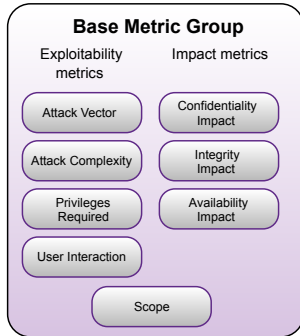 Base Metric Group
Exploitability
metrics
Impact metrics
Attack Vector
Confidentiality
Impact
Attack Complexity
Integrity
Impact
Privileges
Required
Availability
Impact
User Interaction
Scope